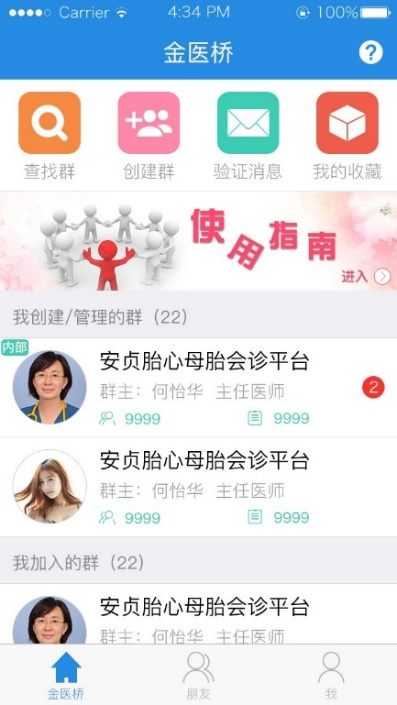 Carrier 4:34 PM 100%
金医桥
?
查找群 创建群 验证消息 我的收藏
使用指南
进入
我创建/管理的群（22）
内部
安贞胎心母胎会诊平台
群主：何怡华 主任医师
2
9999 9999
安贞胎心母胎会诊平台
群主：何怡华 主任医师
9999 9999
我加入的群（22）
安贞胎心母胎会诊平台
群主：何怡华 主任医师
金医桥 朋友 我